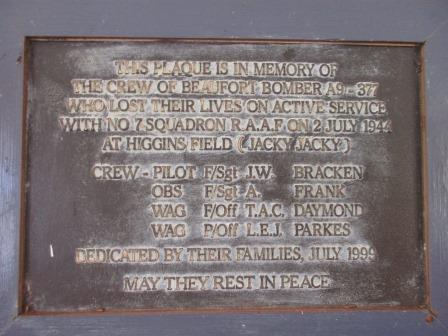 THIS PLAQUE IS IN MEMORY OF
THE CREW OF BEAUFORT BOMBER A9-377
WHO LOST THEIR LIVES ON ACTIVE SERVICE
WITH NO 7 SQUADRON R.A.A.F ON 2 JULY 1944
AT HIGGINS FIELD (JACKY JACKY)
CREW - PILOT F/Sgt J.W. BRACKEN
OBS F/Sgt A. FRANK
WAG F/Off T.A.C. DAYMOND
WAG P/Off L.E.J. PARKES
DEDICATED BY THEIR FAMILIES, JULY 1999
MAY THEY REST IN PEACE